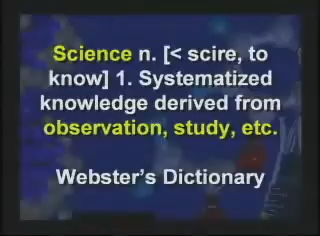 Science n. [< scire, to
know] 1. Systematized
knowledge derived from
observation, study, etc.
Webster's Dictionary